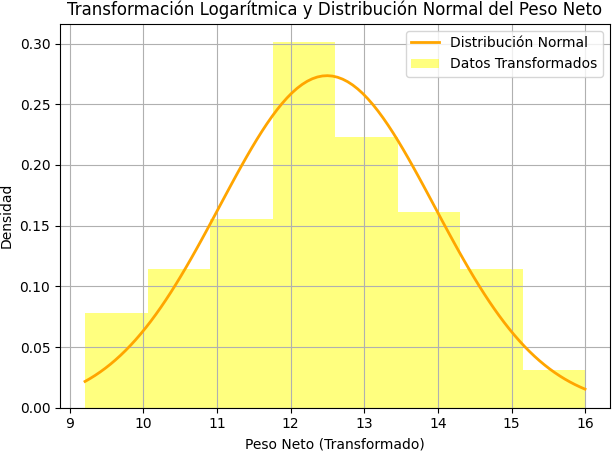 Transformación Logarítmica y Distribución Normal del Peso Neto
Distribución Normal
Datos Transformados
0.30
0.25
0.20
0.15
0.10
0.05
0.00
Densidad
9 10 11 12 13 14 15 16
Peso Neto (Transformado)